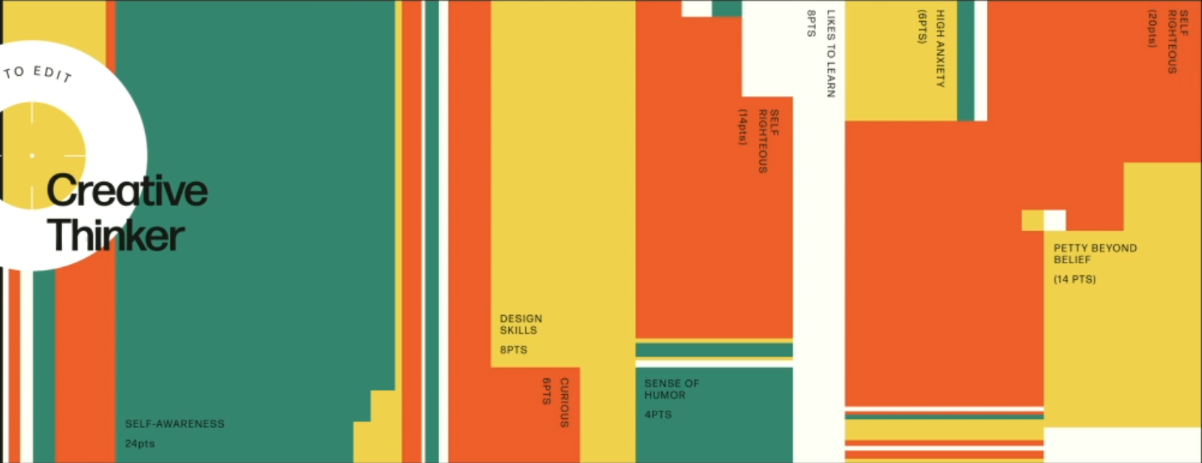 TO EDIT
Creative
Thinker
SELF-AWARENESS
24pts
DESIGN
SKILLS
8PTS
CURIOUS
6PTS
SELF
RIGHTEOUS
(14pts)
SENSE OF
HUMOR
4PTS
LIKES TO LEARN
8PTS
HIGH ANXIETY
(6PTS)
SELF
RIGHTEOUS
(20pts)
PETTY BEYOND
BELIEF
(14 PTS)